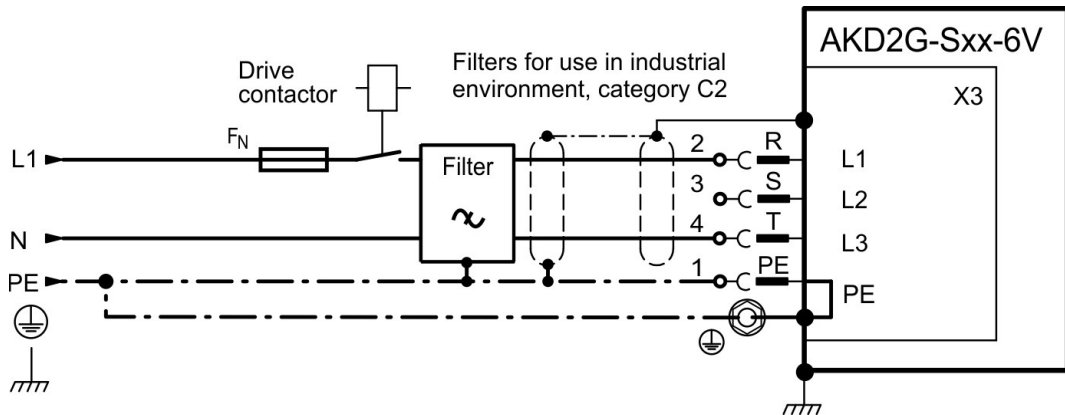 AKD2G-Sxx-6V
Drive
contactor
Filters for use in industrial
environment, category C2
X3
FN
L1
Filter
2
R
L1
3
S
L2
N
4
T
L3
PE
1
PE
PE